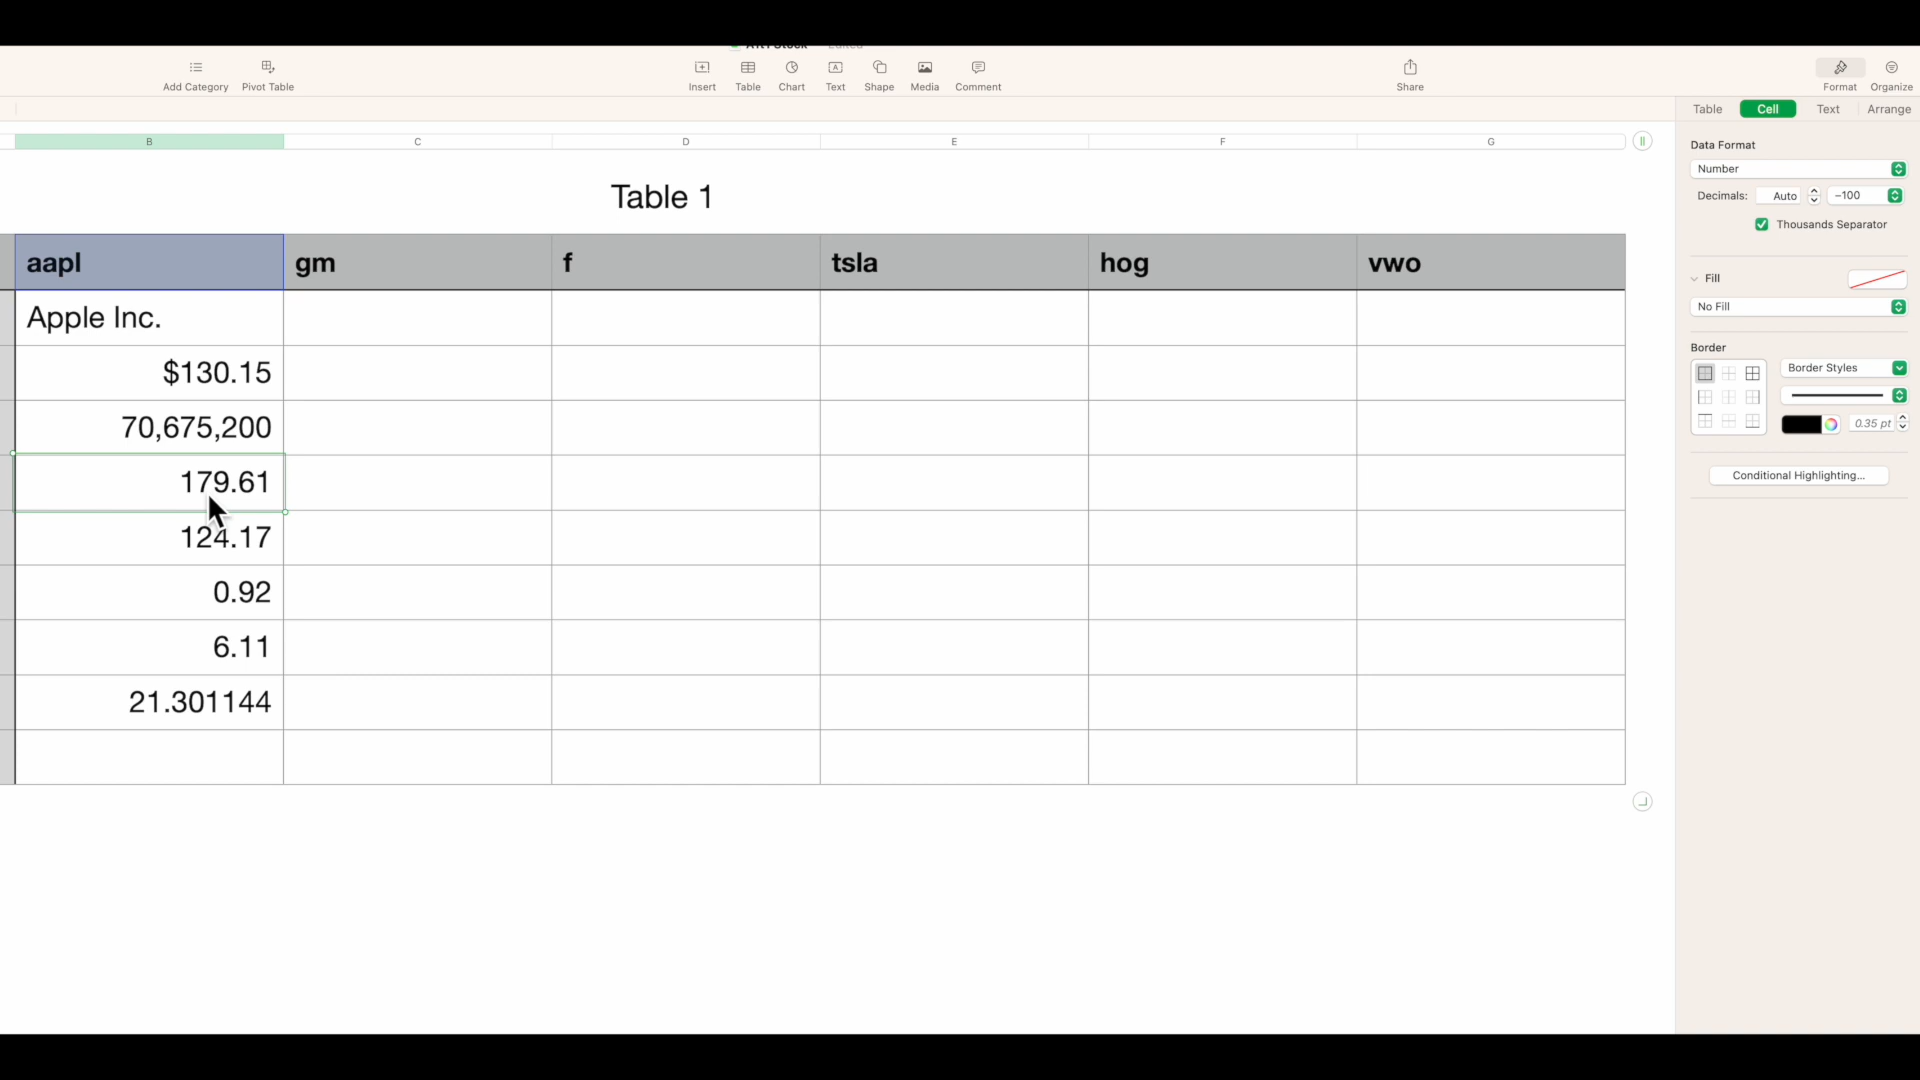 Add Category Pivot Table Insert Table Chart Text Shape Media Comment Share Format Organize
Table Cell Text Arrange
B C D E F G
Table 1
aapl gm f tsla hog vwo
Apple Inc.
$130.15
70,675,200
179.61
124.17
0.92
6.11
21.301144
Data Format
Number
Decimals: Auto –100
Thousands Separator
Fill
No Fill
Border
Border Styles
0.35 pt
Conditional Highlighting...